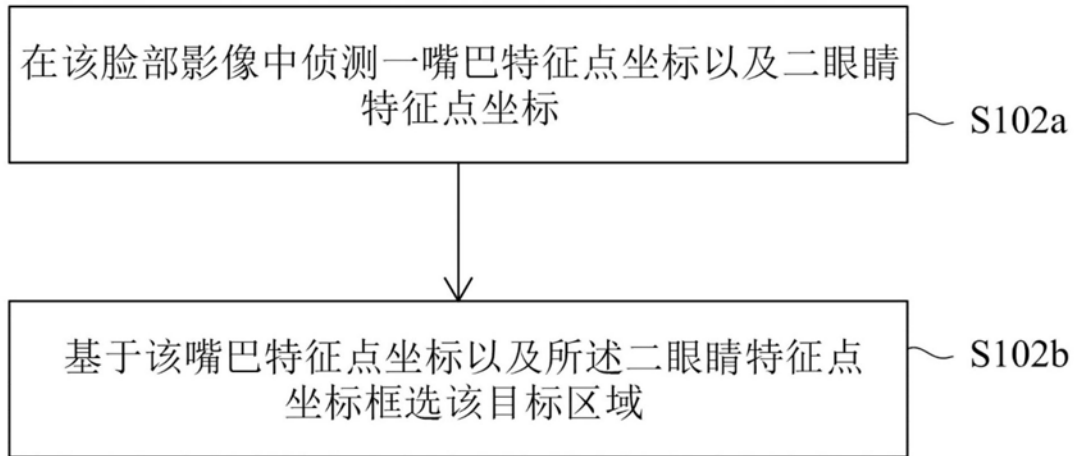 在该脸部影像中侦测一嘴巴特征点坐标以及二眼睛
特征点坐标
S102a
基于该嘴巴特征点坐标以及所述二眼睛特征点
坐标框选该目标区域
S102b